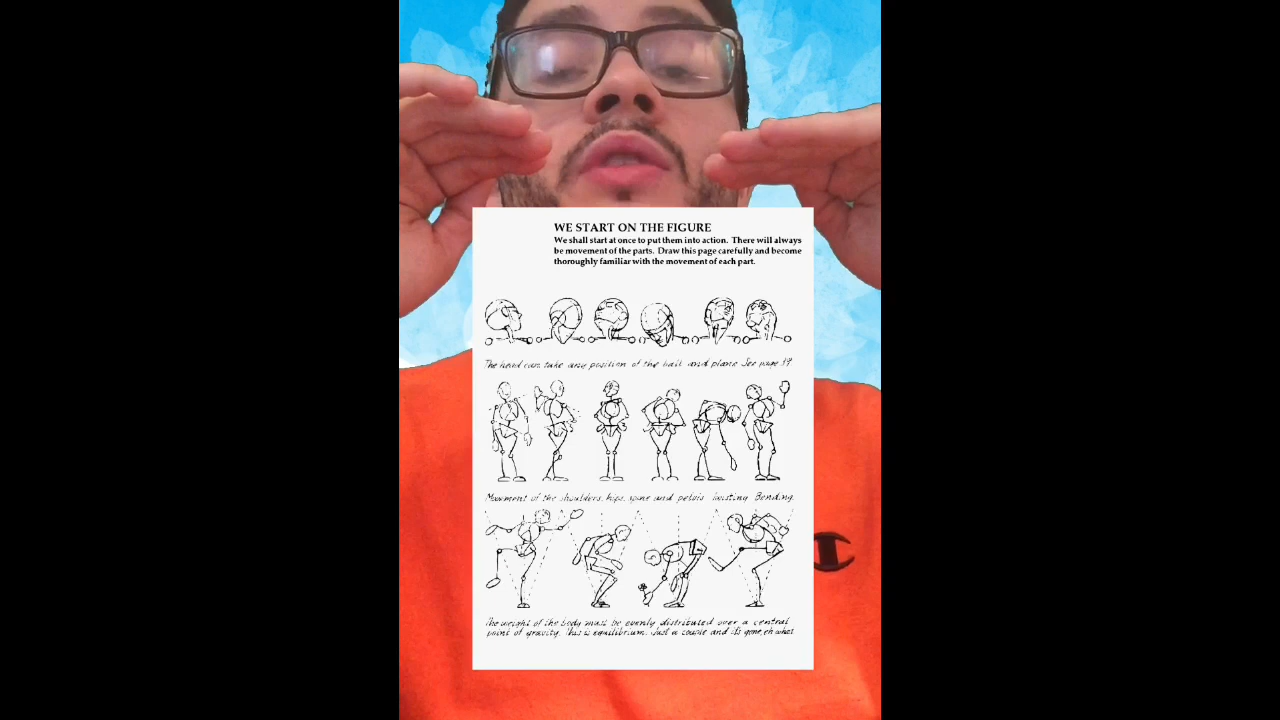 WE START ON THE FIGURE
We shall start at once to put them into action. There will always
be movement of the parts. Draw this page carefully and become
thoroughly familiar with the movement of each part.
The head can take any position of the ball and plane See page 39
Movement of the shoulders, hips, spine and pelvis twisting Bending.
The weight of the body must be evenly distributed over a central
point of gravity. This is equilibrium. Just a couple and it's gone, eh what